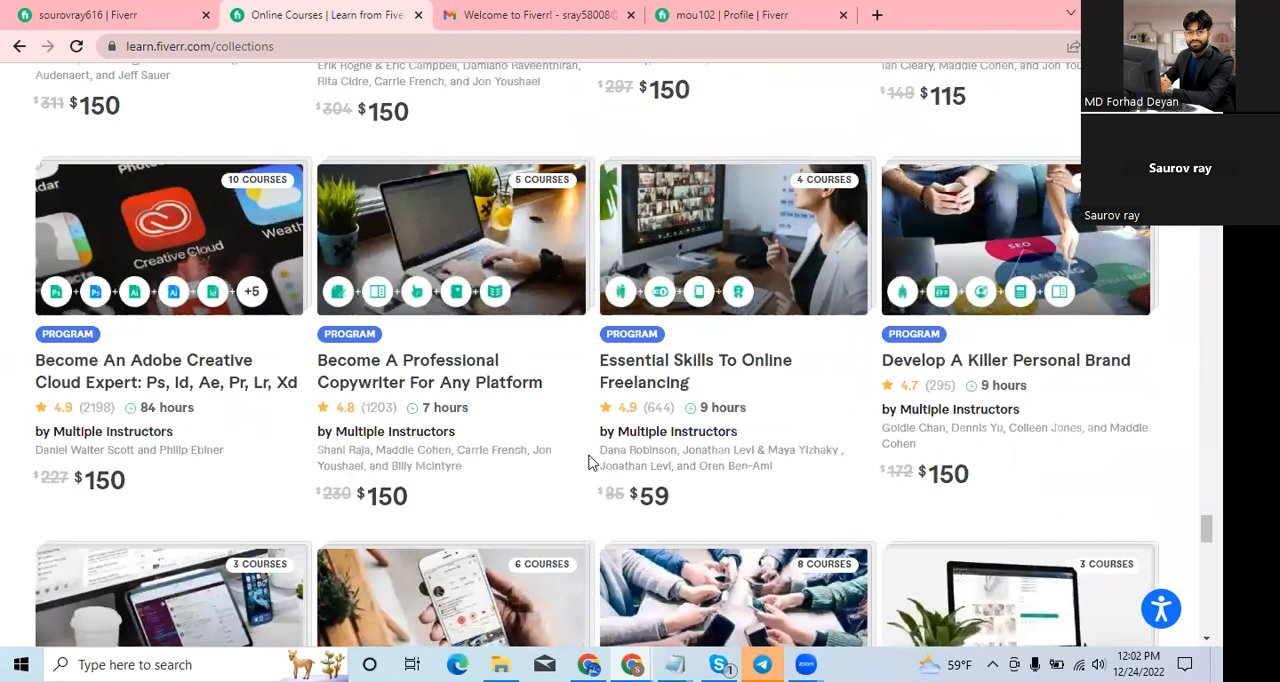 sourovray616 | Fiverr
Online Courses | Learn from Five
Welcome to Fiverr! - sray58008@
mou102 | Profile | Fiverr
learn.fiverr.com/collections
MD Forhad Deyan
Saurov ray
Saurov ray
Audenaert, and Jeff Sauer
$311 $150
Erik Rogne & Eric Campbell, Damiano Raveenthiran,
Rita Cidre, Carrie French, and Jon Youshael
$304 $150
$297 $150
Ian Cleary, Maddie Cohen, and Jon You
$149 $115
10 COURSES
Creative Cloud
+5
PROGRAM
Become An Adobe Creative
Cloud Expert: Ps, Id, Ae, Pr, Lr, Xd
4.9 (2198) 84 hours
by Multiple Instructors
Daniel Walter Scott and Philip Ebiner
$227 $150
5 COURSES
PROGRAM
Become A Professional
Copywriter For Any Platform
4.8 (1203) 7 hours
by Multiple Instructors
Shani Raja, Maddie Cohen, Carrie French, Jon
Youshael, and Billy McIntyre
$230 $150
4 COURSES
PROGRAM
Essential Skills To Online
Freelancing
4.9 (644) 9 hours
by Multiple Instructors
Dana Robinson, Jonathan Levi & Maya Yizhaky ,
Jonathan Levi, and Oren Ben-Ami
$85 $59
SEO
BRANDING
STRATEGY
PROGRAM
Develop A Killer Personal Brand
4.7 (295) 9 hours
by Multiple Instructors
Goldie Chan, Dennis Yu, Colleen Jones, and Maddie
Cohen
$172 $150
3 COURSES
6 COURSES
8 COURSES
3 COURSES
Type here to search
59°F
12:02 PM
12/24/2022